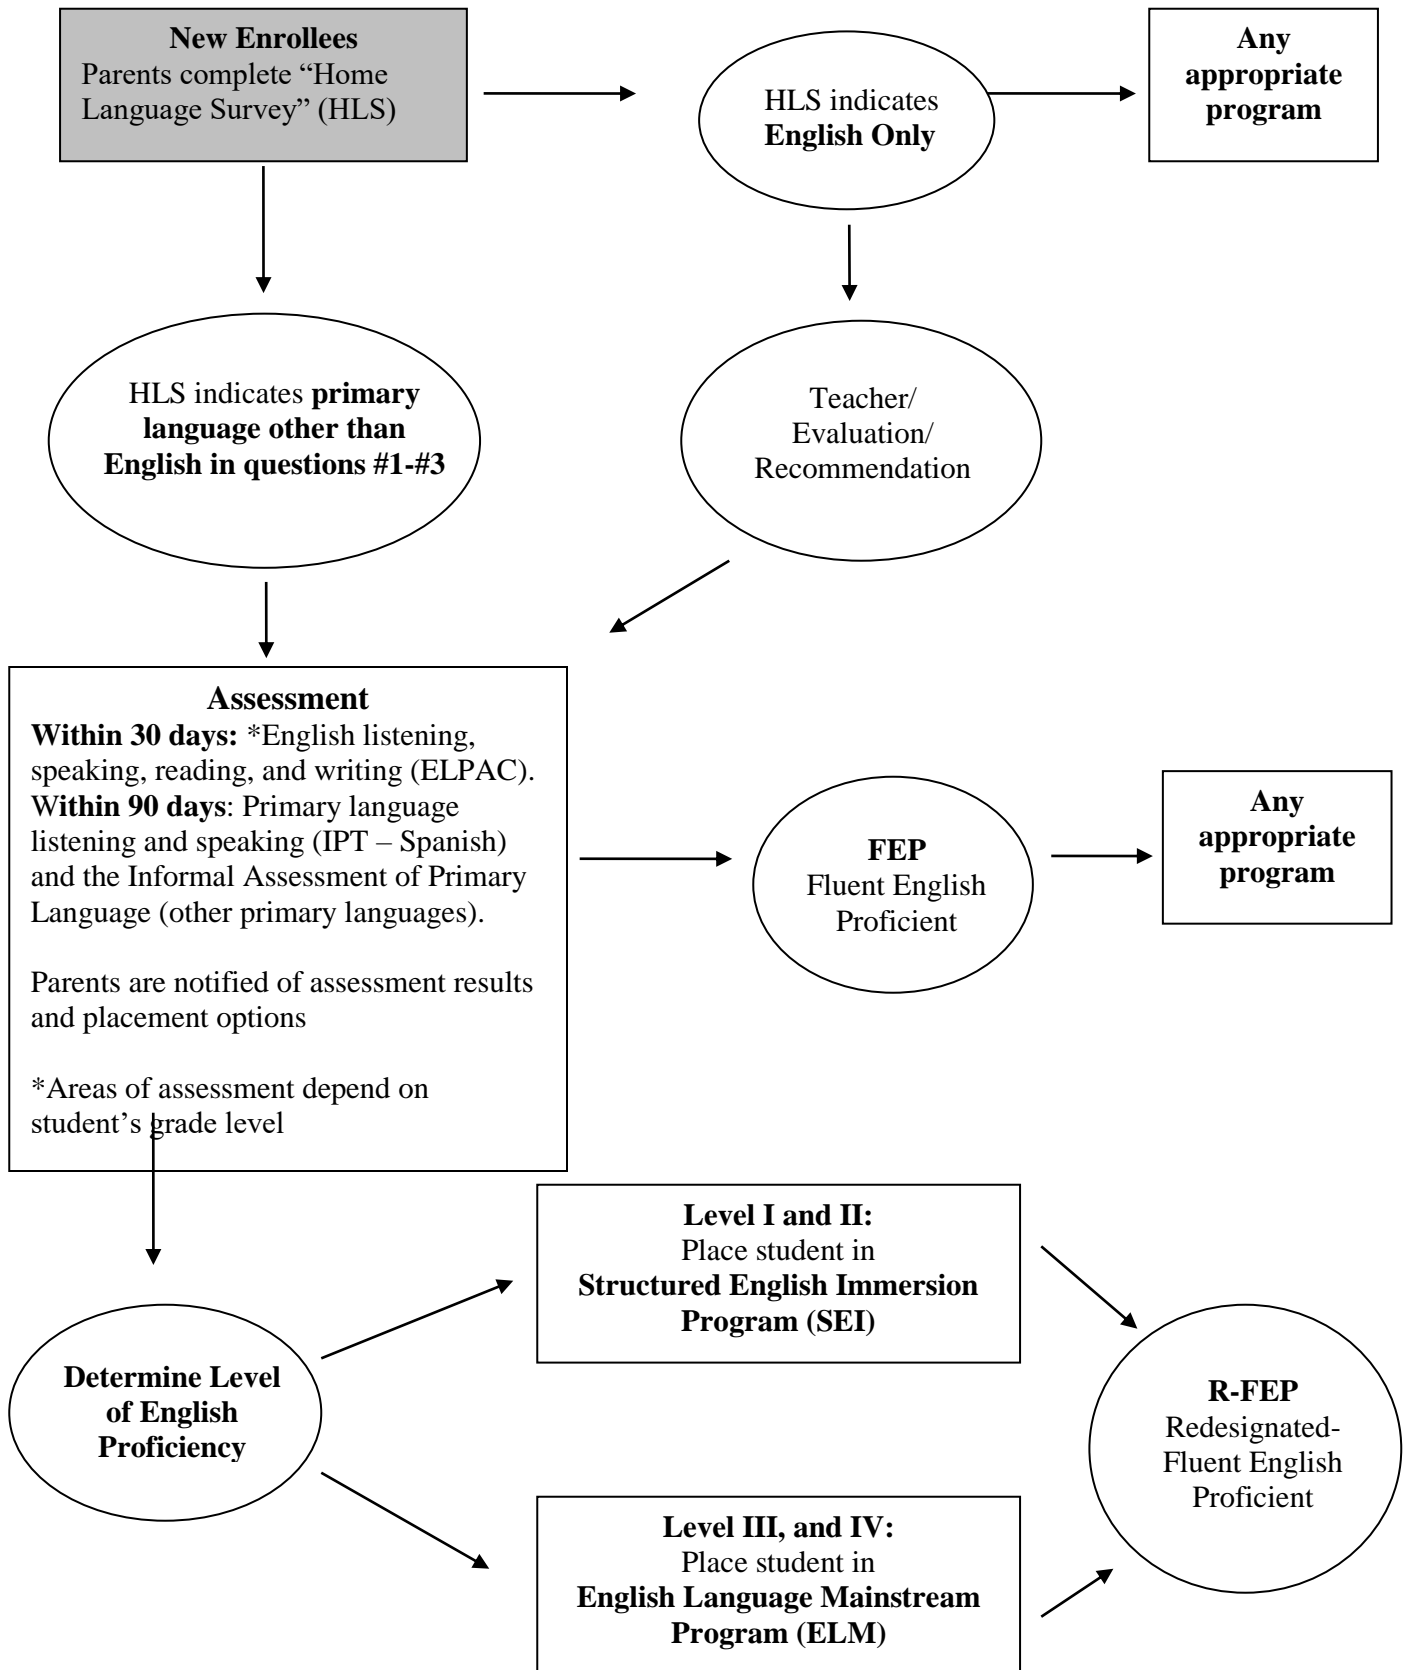 New Enrollees
Parents complete “Home
Language Survey” (HLS)
HLS indicates
English Only
Any
appropriate
program
HLS indicates primary
language other than
English in questions #1-#3
Teacher/
Evaluation/
Recommendation
Assessment
Within 30 days: *English listening,
speaking, reading, and writing (ELPAC).
Within 90 days: Primary language
listening and speaking (IPT – Spanish)
and the Informal Assessment of Primary
Language (other primary languages).
Parents are notified of assessment results
and placement options
*Areas of assessment depend on
student’s grade level
FEP
Fluent English
Proficient
Any
appropriate
program
Level I and II:
Place student in
Structured English Immersion
Program (SEI)
Determine Level
of English
Proficiency
R-FEP
Redesignated-
Fluent English
Proficient
Level III, and IV:
Place student in
English Language Mainstream
Program (ELM)